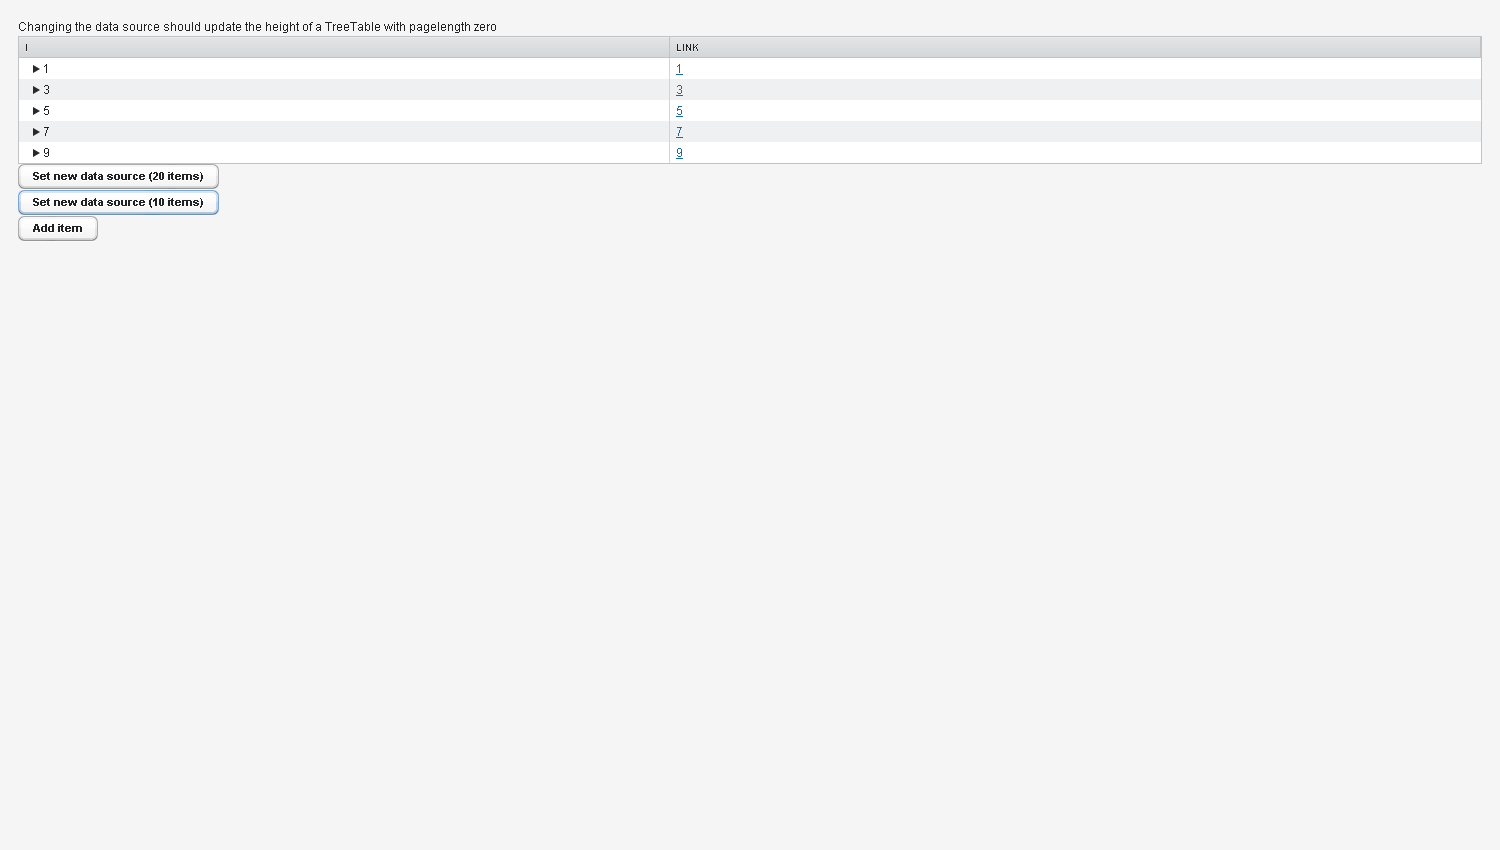 Changing the data source should update the height of a TreeTable with pagelength zero
I LINK
1 1
3 3
5 5
7 7
9 9
Set new data source (20 items)
Set new data source (10 items)
Add item